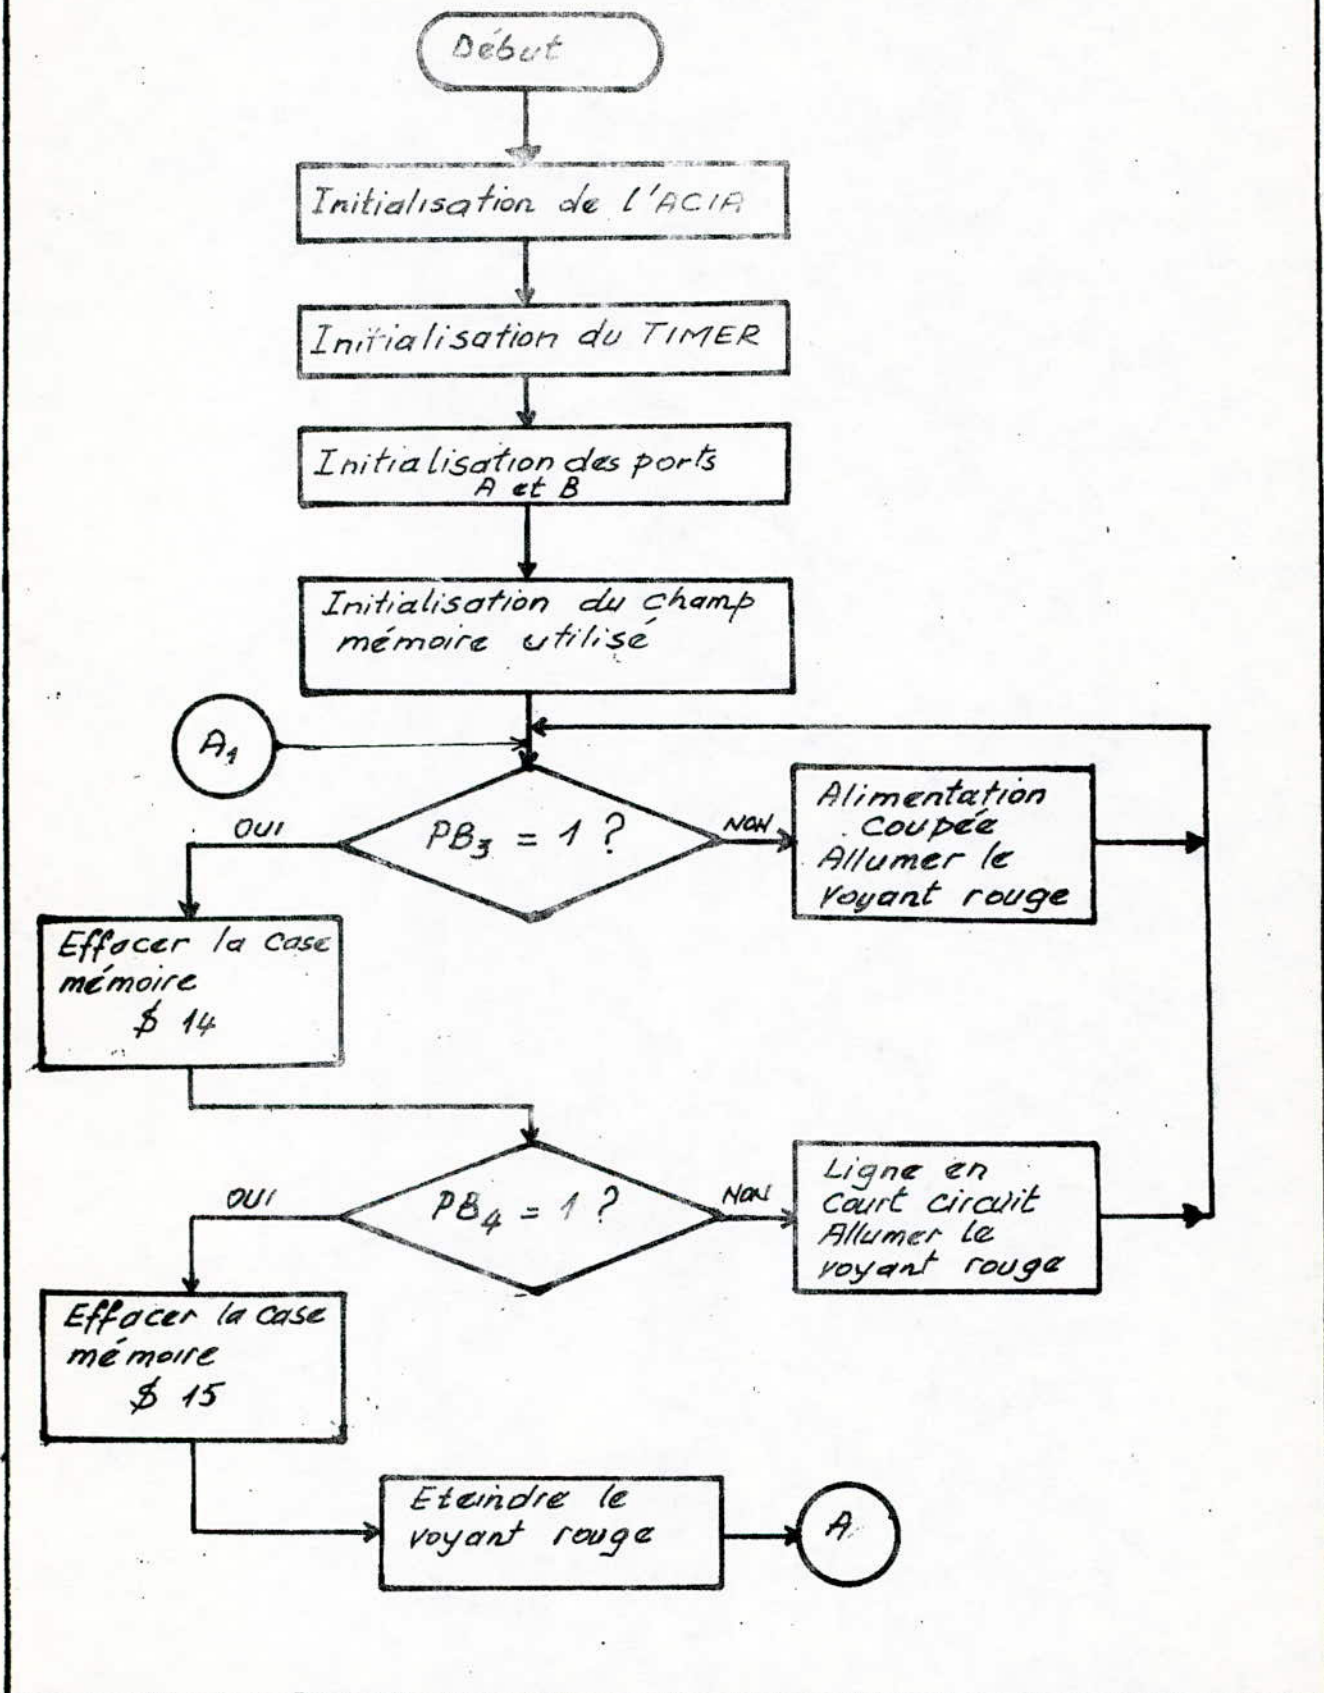 Début
Initialisation de l'ACIA
Initialisation du TIMER
Initialisation des ports
A et B
Initialisation du champ
mémoire utilisé
A1
PB3 = 1 ?
OUI
NON
Alimentation
coupée
Allumer le
voyant rouge
Effacer la case
mémoire
$ 14
PB4 = 1 ?
OUI
NON
Ligne en
Court circuit
Allumer le
voyant rouge
Effacer la case
mémoire
$ 15
Eteindre le
voyant rouge
A